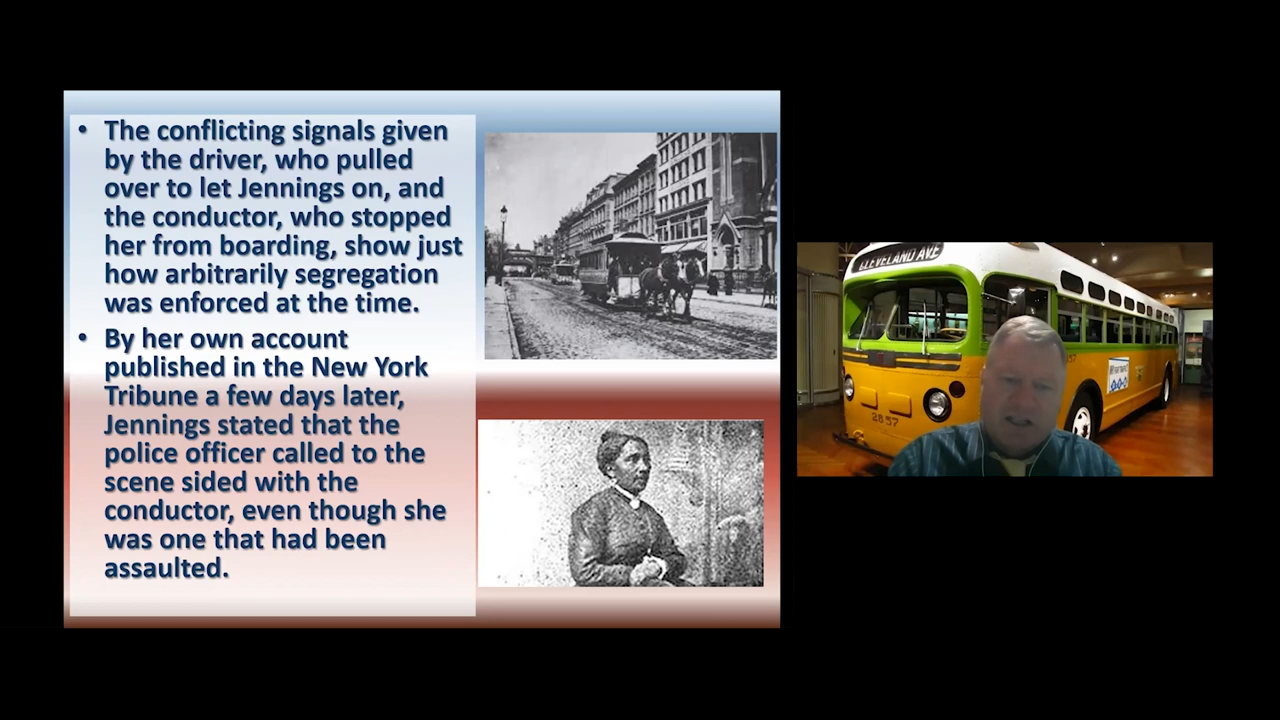 • The conflicting signals given
by the driver, who pulled
over to let Jennings on, and
the conductor, who stopped
her from boarding, show just
how arbitrarily segregation
was enforced at the time.
• By her own account
published in the New York
Tribune a few days later,
Jennings stated that the
police officer called to the
scene sided with the
conductor, even though she
was one that had been
assaulted.
CLEVELAND AVE
2857